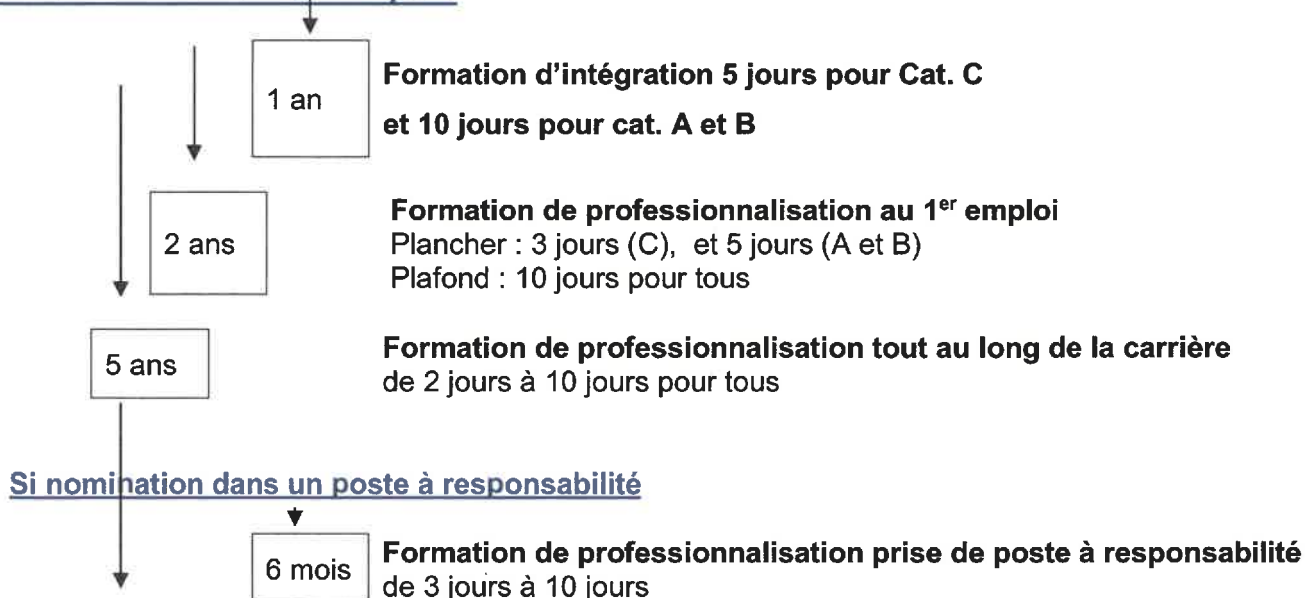 1 an
Formation d'intégration 5 jours pour Cat. C
et 10 jours pour cat. A et B
2 ans
Formation de professionnalisation au 1er emploi
Plancher : 3 jours (C), et 5 jours (A et B)
Plafond : 10 jours pour tous
5 ans
Formation de professionnalisation tout au long de la carrière
de 2 jours à 10 jours pour tous
Si nomination dans un poste à responsabilité
6 mois
Formation de professionnalisation prise de poste à responsabilité
de 3 jours à 10 jours